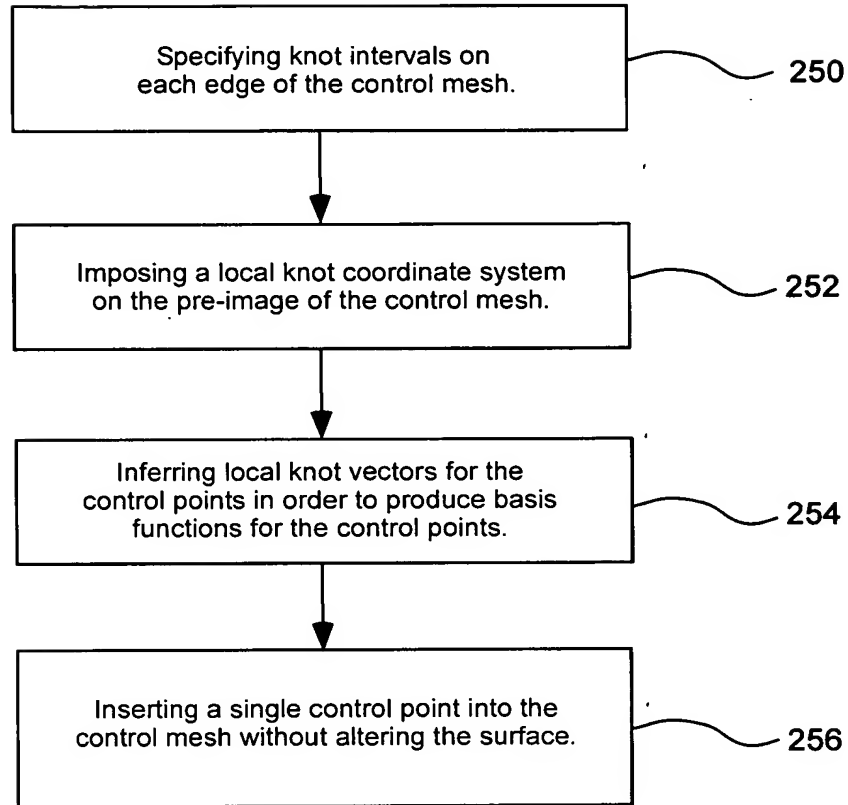 Specifying knot intervals on
each edge of the control mesh.
250
Imposing a local knot coordinate system
on the pre-image of the control mesh.
252
Inferring local knot vectors for the
control points in order to produce basis
functions for the control points.
254
Inserting a single control point into the
control mesh without altering the surface.
256